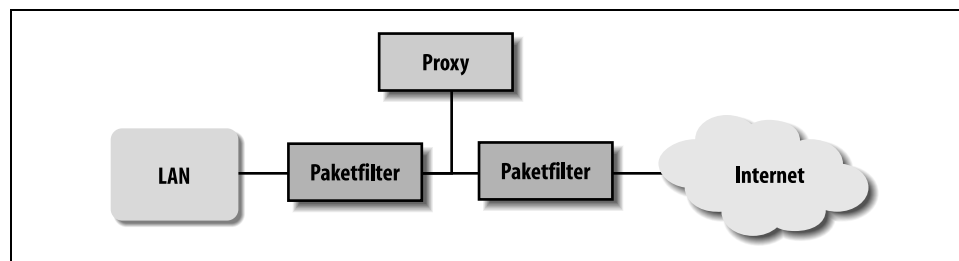 Proxy
LAN
Paketfilter
Paketfilter
Internet